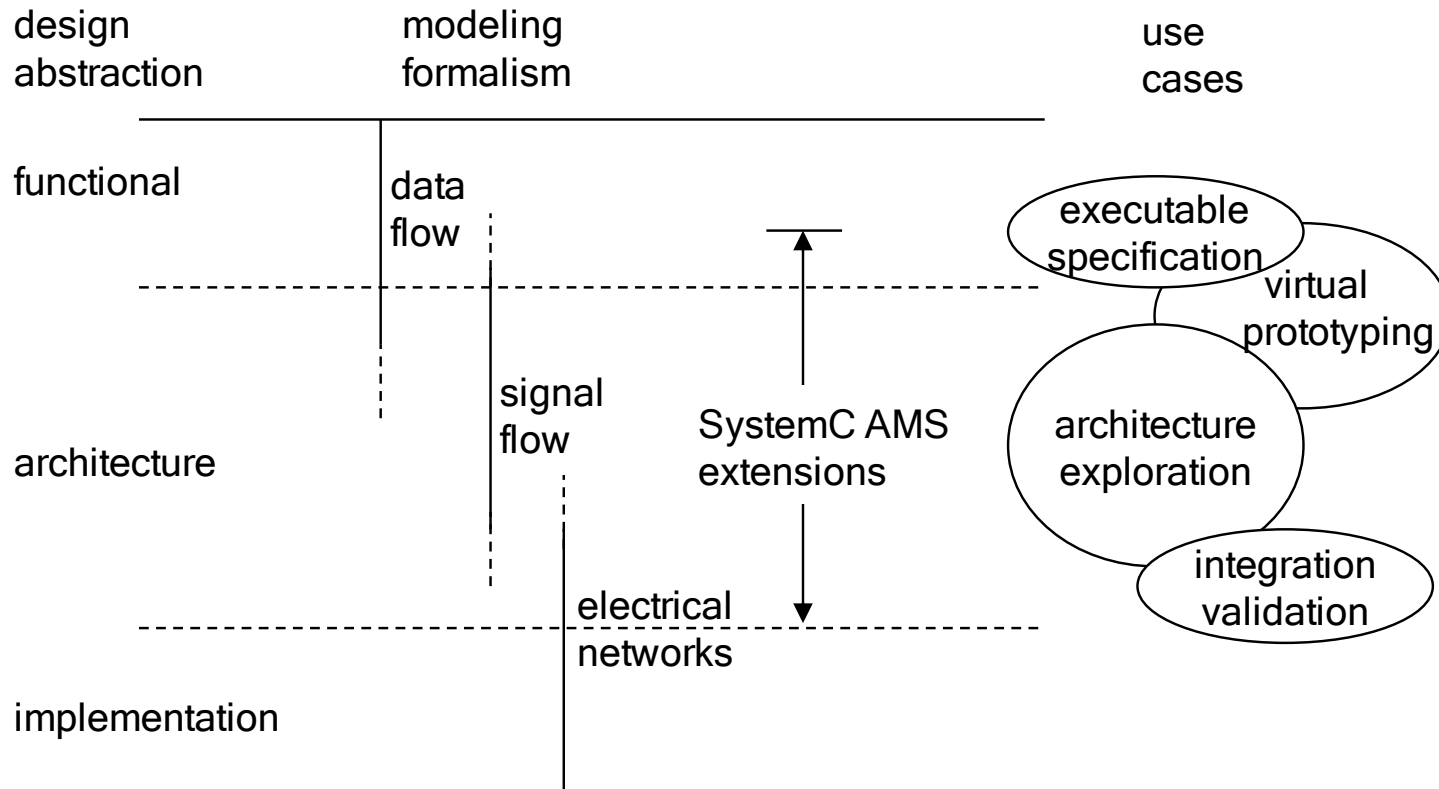 design
abstraction
modeling
formalism
use
cases
functional
data
flow
executable
specification
virtual
prototyping
signal
flow
SystemC AMS
extensions
architecture
exploration
architecture
electrical
networks
integration
validation
implementation